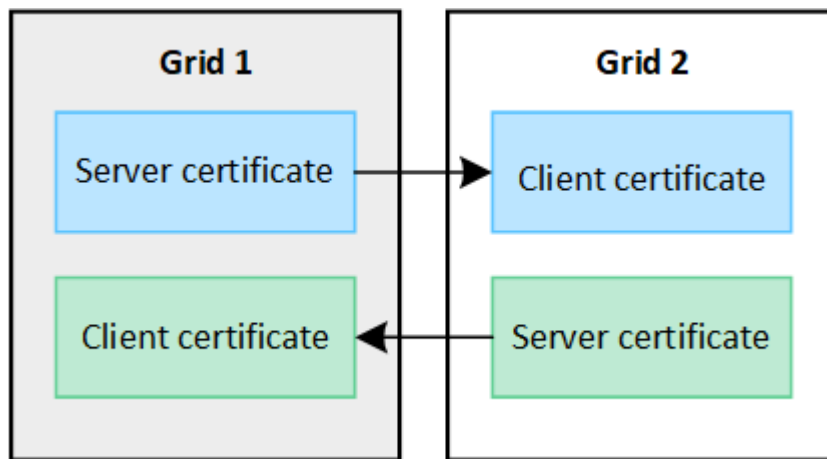 Grid 1
Grid 2
Server certificate
Client certificate
Client certificate
Server certificate